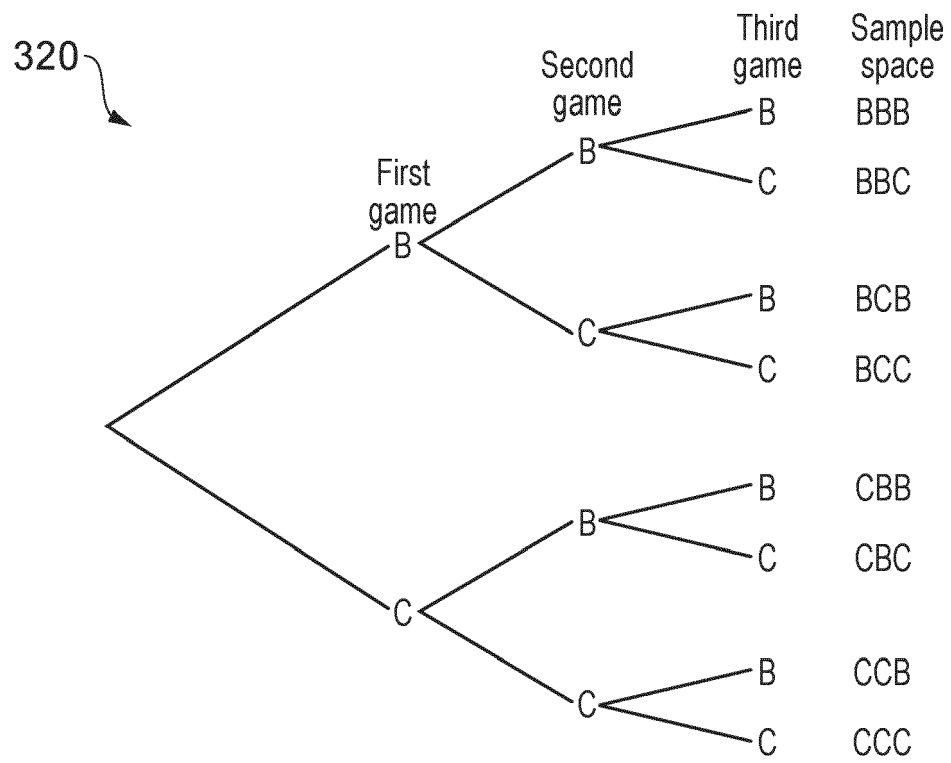 320
Third game
Sample space
Second game
First game
B BBB
B
C BBC
B
B BCB
C
C BCC
B CBB
B
C CBC
C
B CCB
C
C CCC